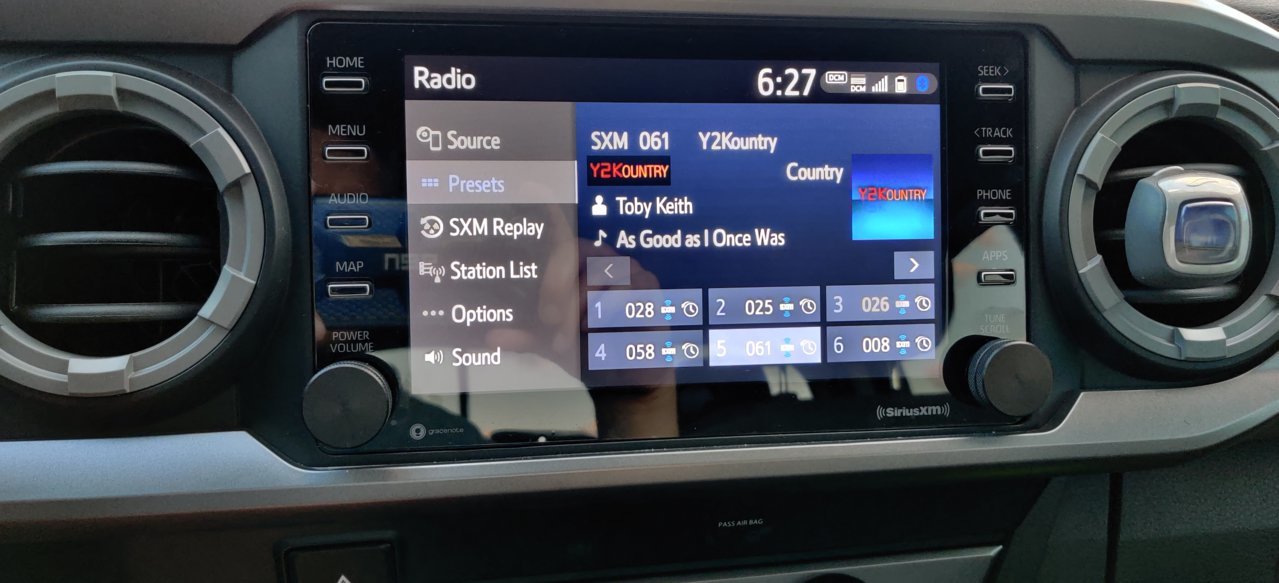 HOME
MENU
AUDIO
MAP
POWER
VOLUME
Radio
6:27
DCM
DCM
Source
Presets
SXM Replay
Station List
Options
Sound
SXM 061 Y2Kountry
Y2KOUNTRY
Country
Y2KOUNTRY
Toby Keith
As Good as I Once Was
<
>
1 028
2 025
3 026
4 058
5 061
6 008
SEEK >
< TRACK
PHONE
APPS
TUNE
SCROLL
gracenote
((SiriusXM))
PASS AIR BAG